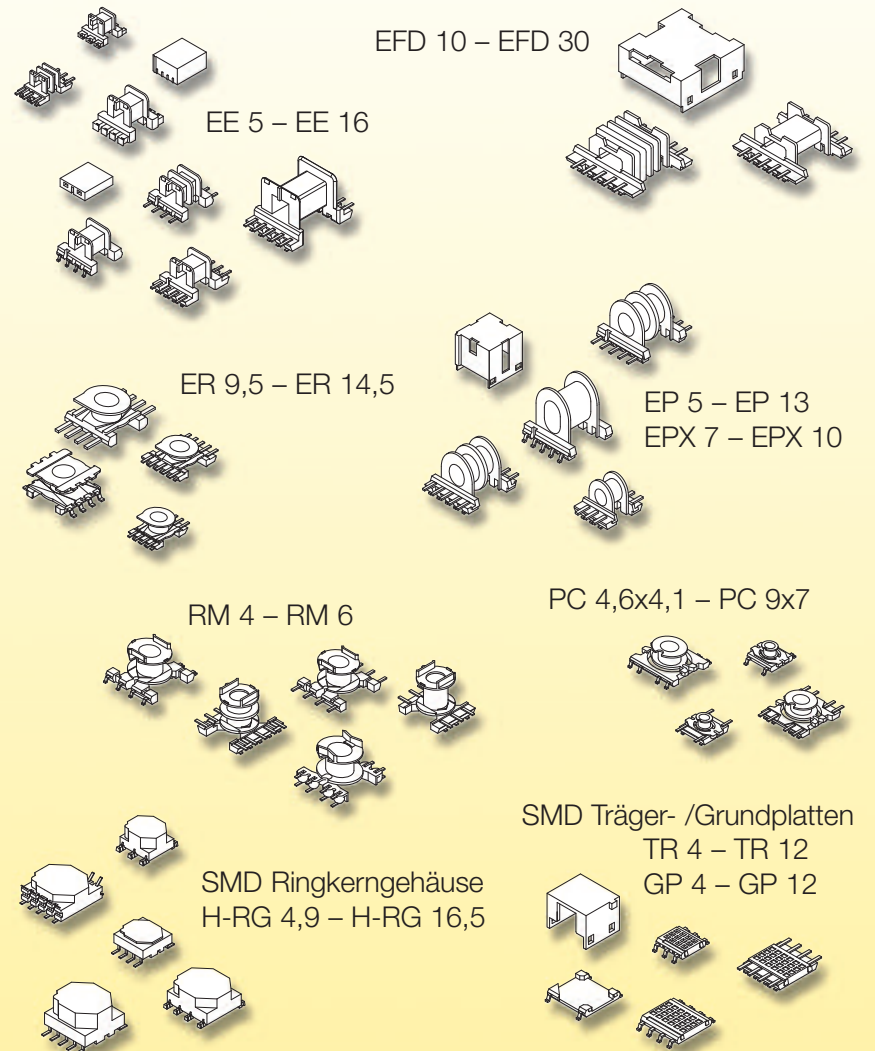 EFD 10 – EFD 30
EE 5 – EE 16
ER 9,5 – ER 14,5
EP 5 – EP 13
EPX 7 – EPX 10
RM 4 – RM 6
PC 4,6x4,1 – PC 9x7
SMD Träger- /Grundplatten
TR 4 – TR 12
GP 4 – GP 12
SMD Ringkerngehäuse
H-RG 4,9 – H-RG 16,5